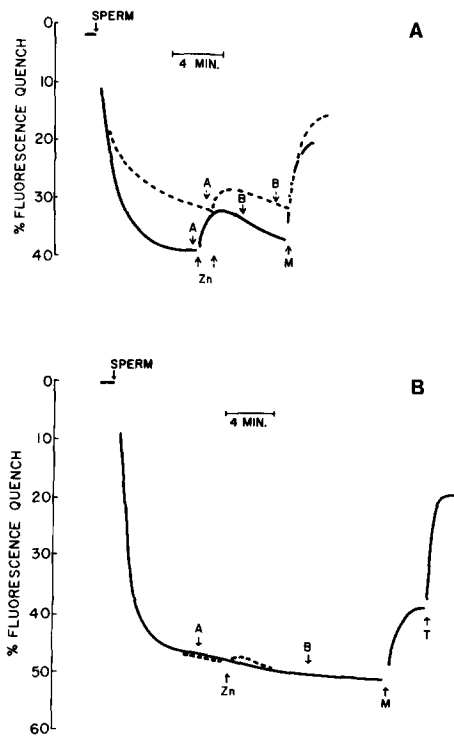 SPERM
A
4 MIN.
% FLUORESCENCE QUENCH
0
10
20
30
40
A
B
A
B
Zn
M
SPERM
B
4 MIN.
% FLUORESCENCE QUENCH
0
10
20
30
40
50
60
A
B
Zn
M
T